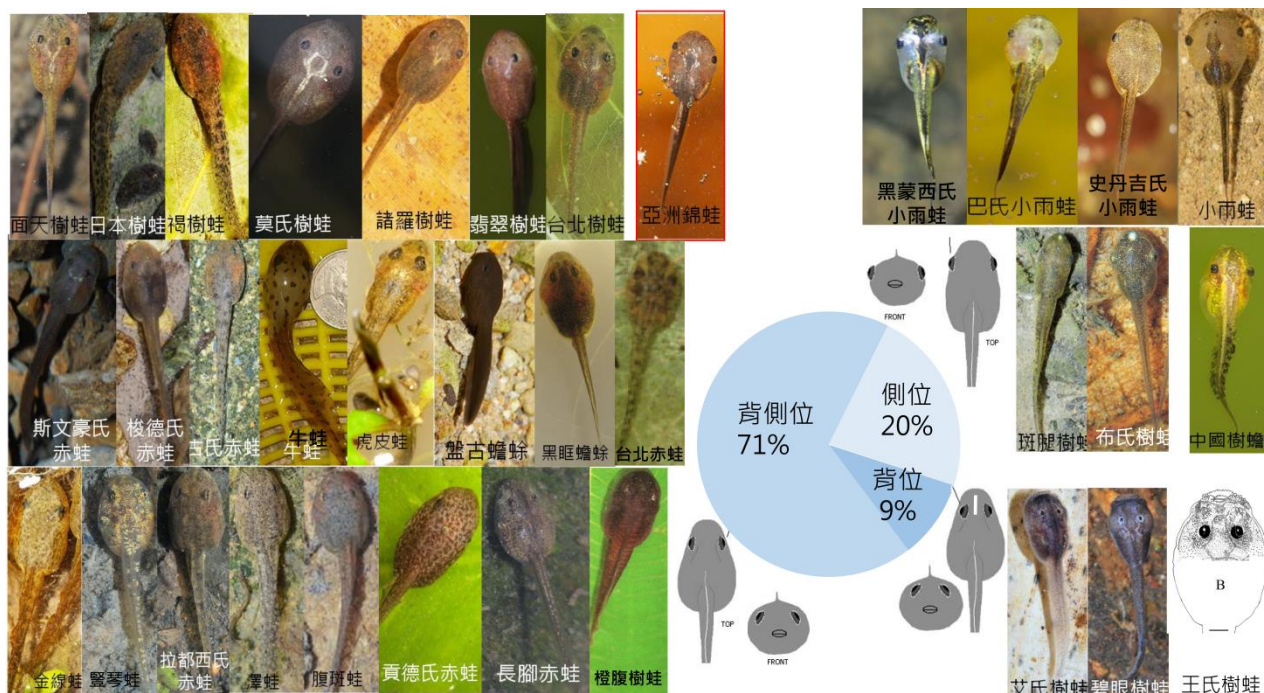 面天樹蛙
日本樹蛙
褐樹蛙
莫氏樹蛙
諸羅樹蛙
翡翠樹蛙
台北樹蛙
亞洲錦蛙
黑蒙西氏
小雨蛙
巴氏小雨蛙
史丹吉氏
小雨蛙
小雨蛙
斯文豪氏
赤蛙
梭德氏
赤蛙
古氏赤蛙
牛蛙
牛蛙
虎皮蛙
盤古蟾蜍
黑眶蟾蜍
台北赤蛙
FRONT
TOP
斑腿樹蛙
布氏樹蛙
中國樹蟾
背側位
71%
側位
20%
背位
9%
金線蛙
豎琴蛙
拉都西氏
赤蛙
澤蛙
腹斑蛙
貢德氏赤蛙
長腳赤蛙
橙腹樹蛙
TOP
FRONT
艾氏樹蛙
碧眼樹蛙
B
王氏樹蛙